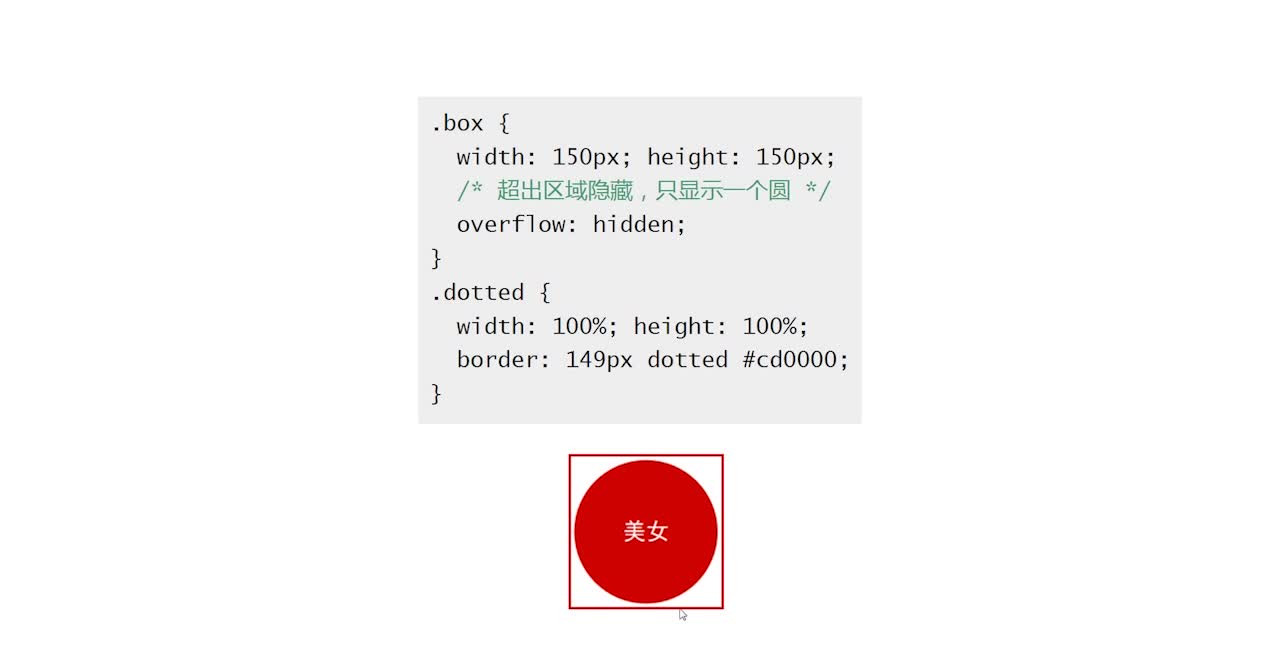 .box {
  width: 150px; height: 150px;
  /* 超出区域隐藏，只显示一个圆 */
  overflow: hidden;
}
.dotted {
  width: 100%; height: 100%;
  border: 149px dotted #cd0000;
}
美女